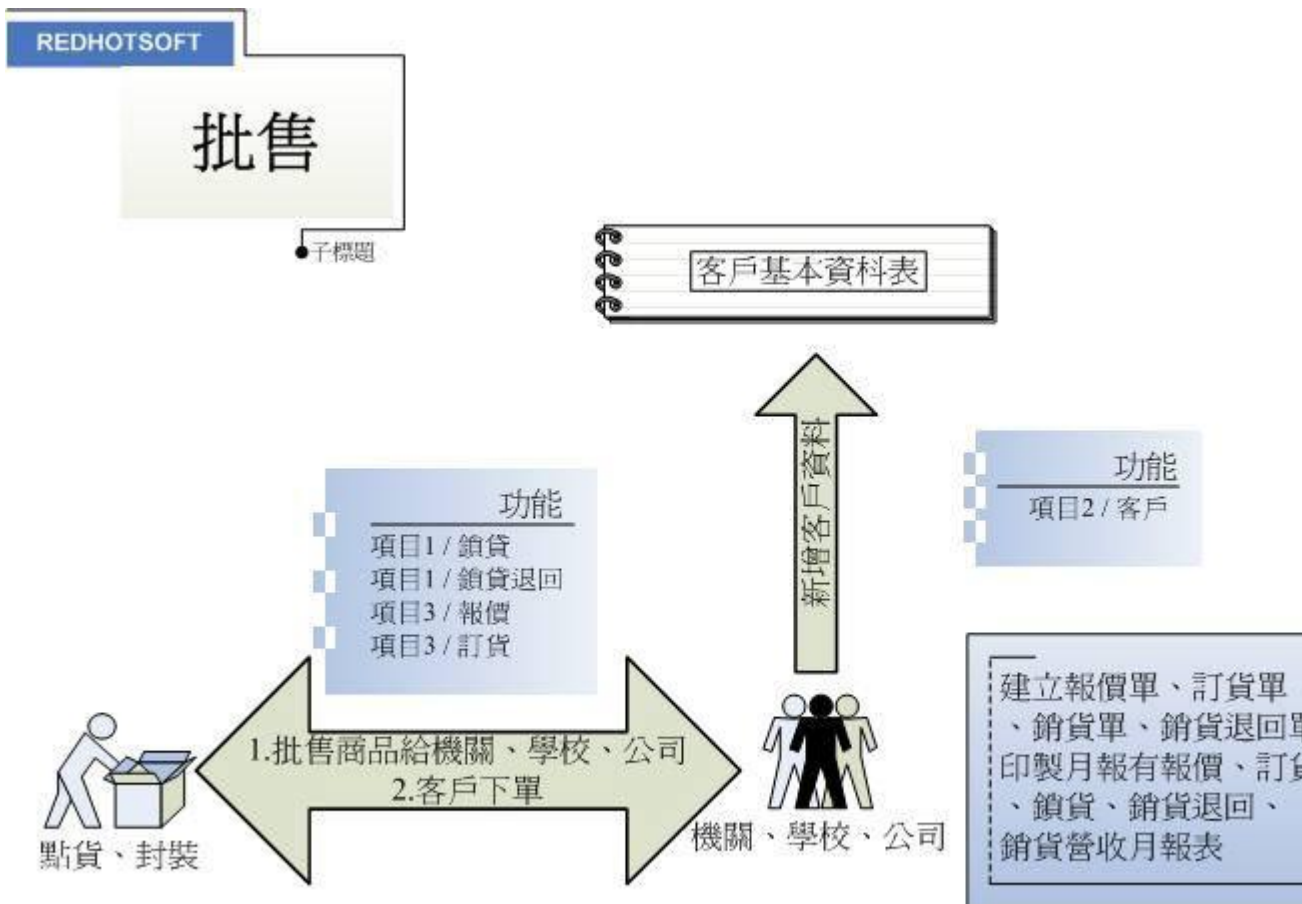 REDHOTSOFT
批售
子標題
客戶基本資料表
新增客戶資料
功能
項目2 / 客戶
功能
項目1 / 鎖貨
項目1 / 鎖貨退回
項目3 / 報價
項目3 / 訂貨
1.批售商品給機關、學校、公司
2.客戶下單
點貨、封裝
機關、學校、公司
建立報價單、訂貨單
、銷貨單、銷貨退回單
印製月報有報價、訂貨
、鎖貨、銷貨退回、
銷貨營收月報表